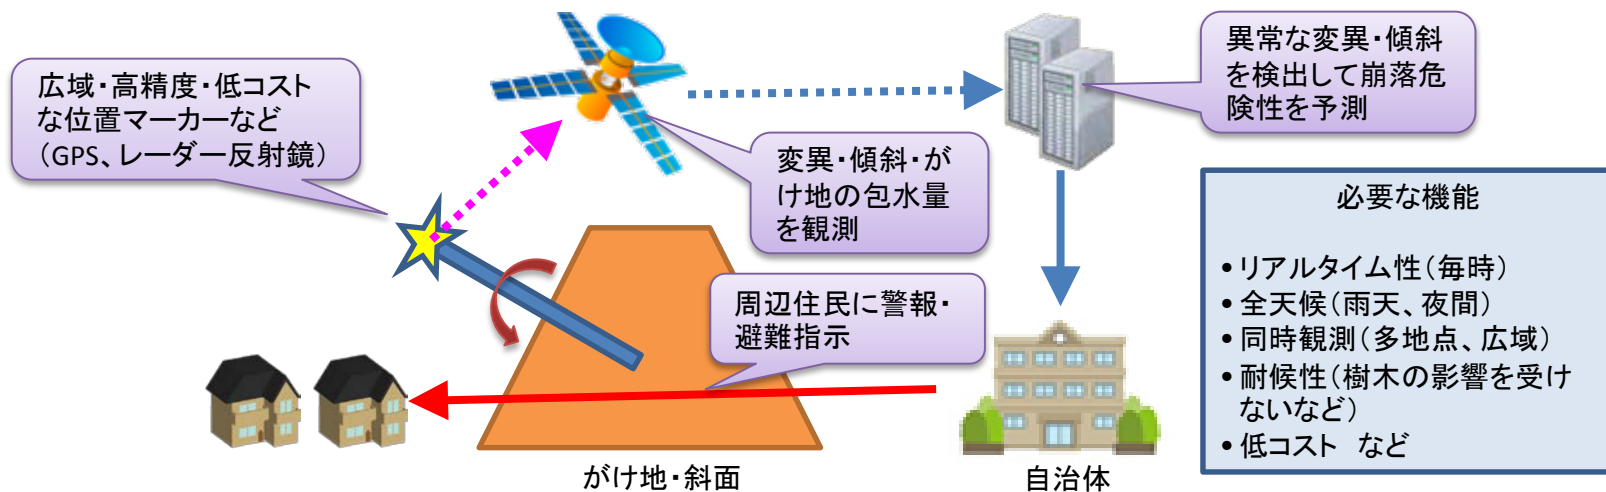 広域・高精度・低コスト
な位置マーカーなど
（GPS、レーダー反射鏡）
変異・傾斜・が
け地の包水量
を観測
異常な変異・傾斜
を検出して崩落危
険性を予測
周辺住民に警報・
避難指示
がけ地・斜面
自治体
必要な機能
• リアルタイム性（毎時）
• 全天候（雨天、夜間）
• 同時観測（多地点、広域）
• 耐候性（樹木の影響を受け
ないなど）
• 低コスト　など